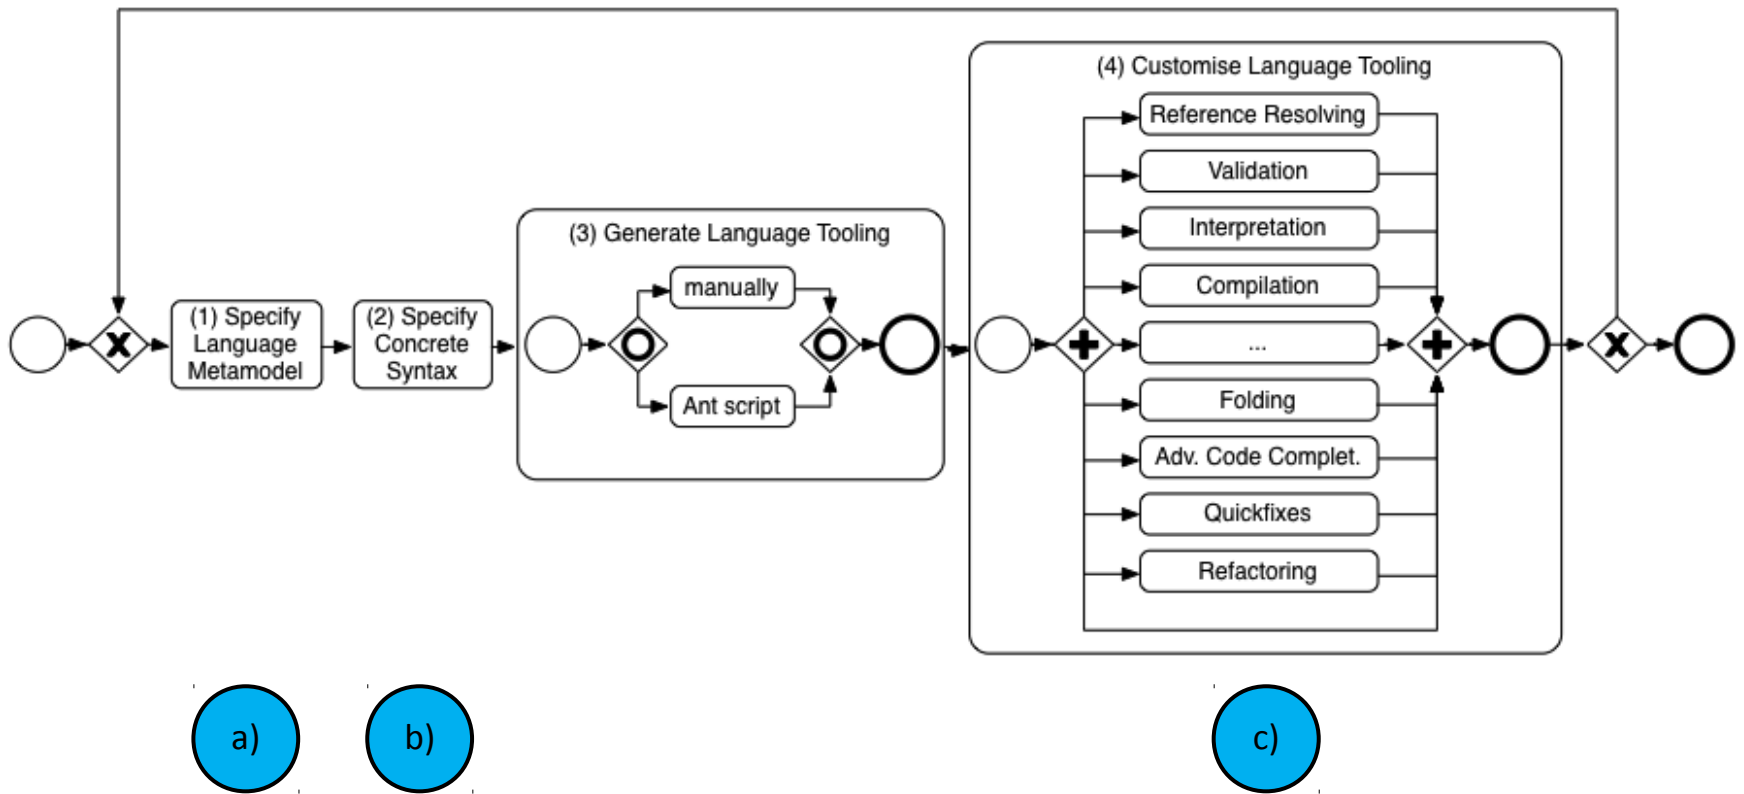 (4) Customise Language Tooling
Reference Resolving
Validation
Interpretation
Compilation
...
Folding
Adv. Code Complet.
Quickfixes
Refactoring
(3) Generate Language Tooling
manually
Ant script
(1) Specify
Language
Metamodel
(2) Specify
Concrete
Syntax
a)
b)
c)